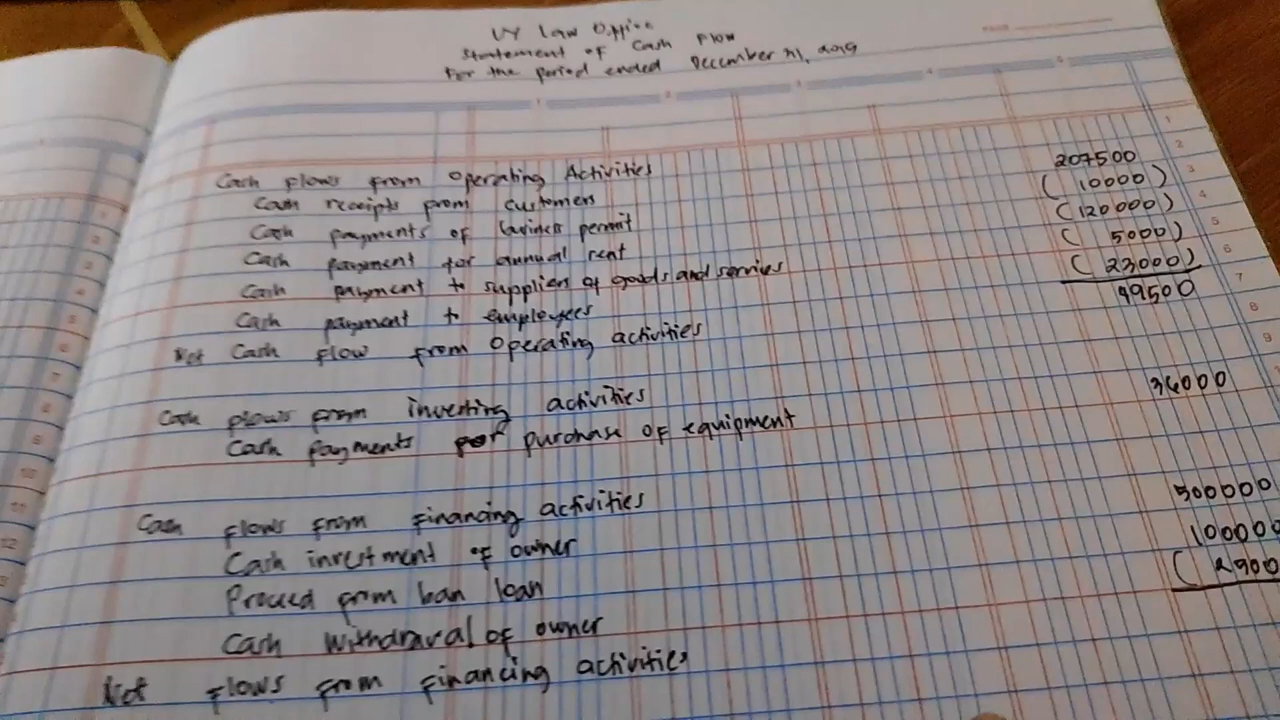 UY Law Office
Statement of Cash Flow
For the period ended December 31, 2019
Cash flows from Operating Activities
Cash receipts from customers 207500
Cash payments of business permit (10000)
Cash payment for annual rent (120000)
Cash payment to suppliers of goods and services (5000)
Cash payment to employees (23000)
Net Cash flow from Operating activities 49500
Cash flows from investing activities
Cash payments for purchase of equipment 36000
Cash flows from financing activities
Cash investment of owner 500000
Proceed from ban loan 100000
Cash withdraval of owner
Net flows from financing activities